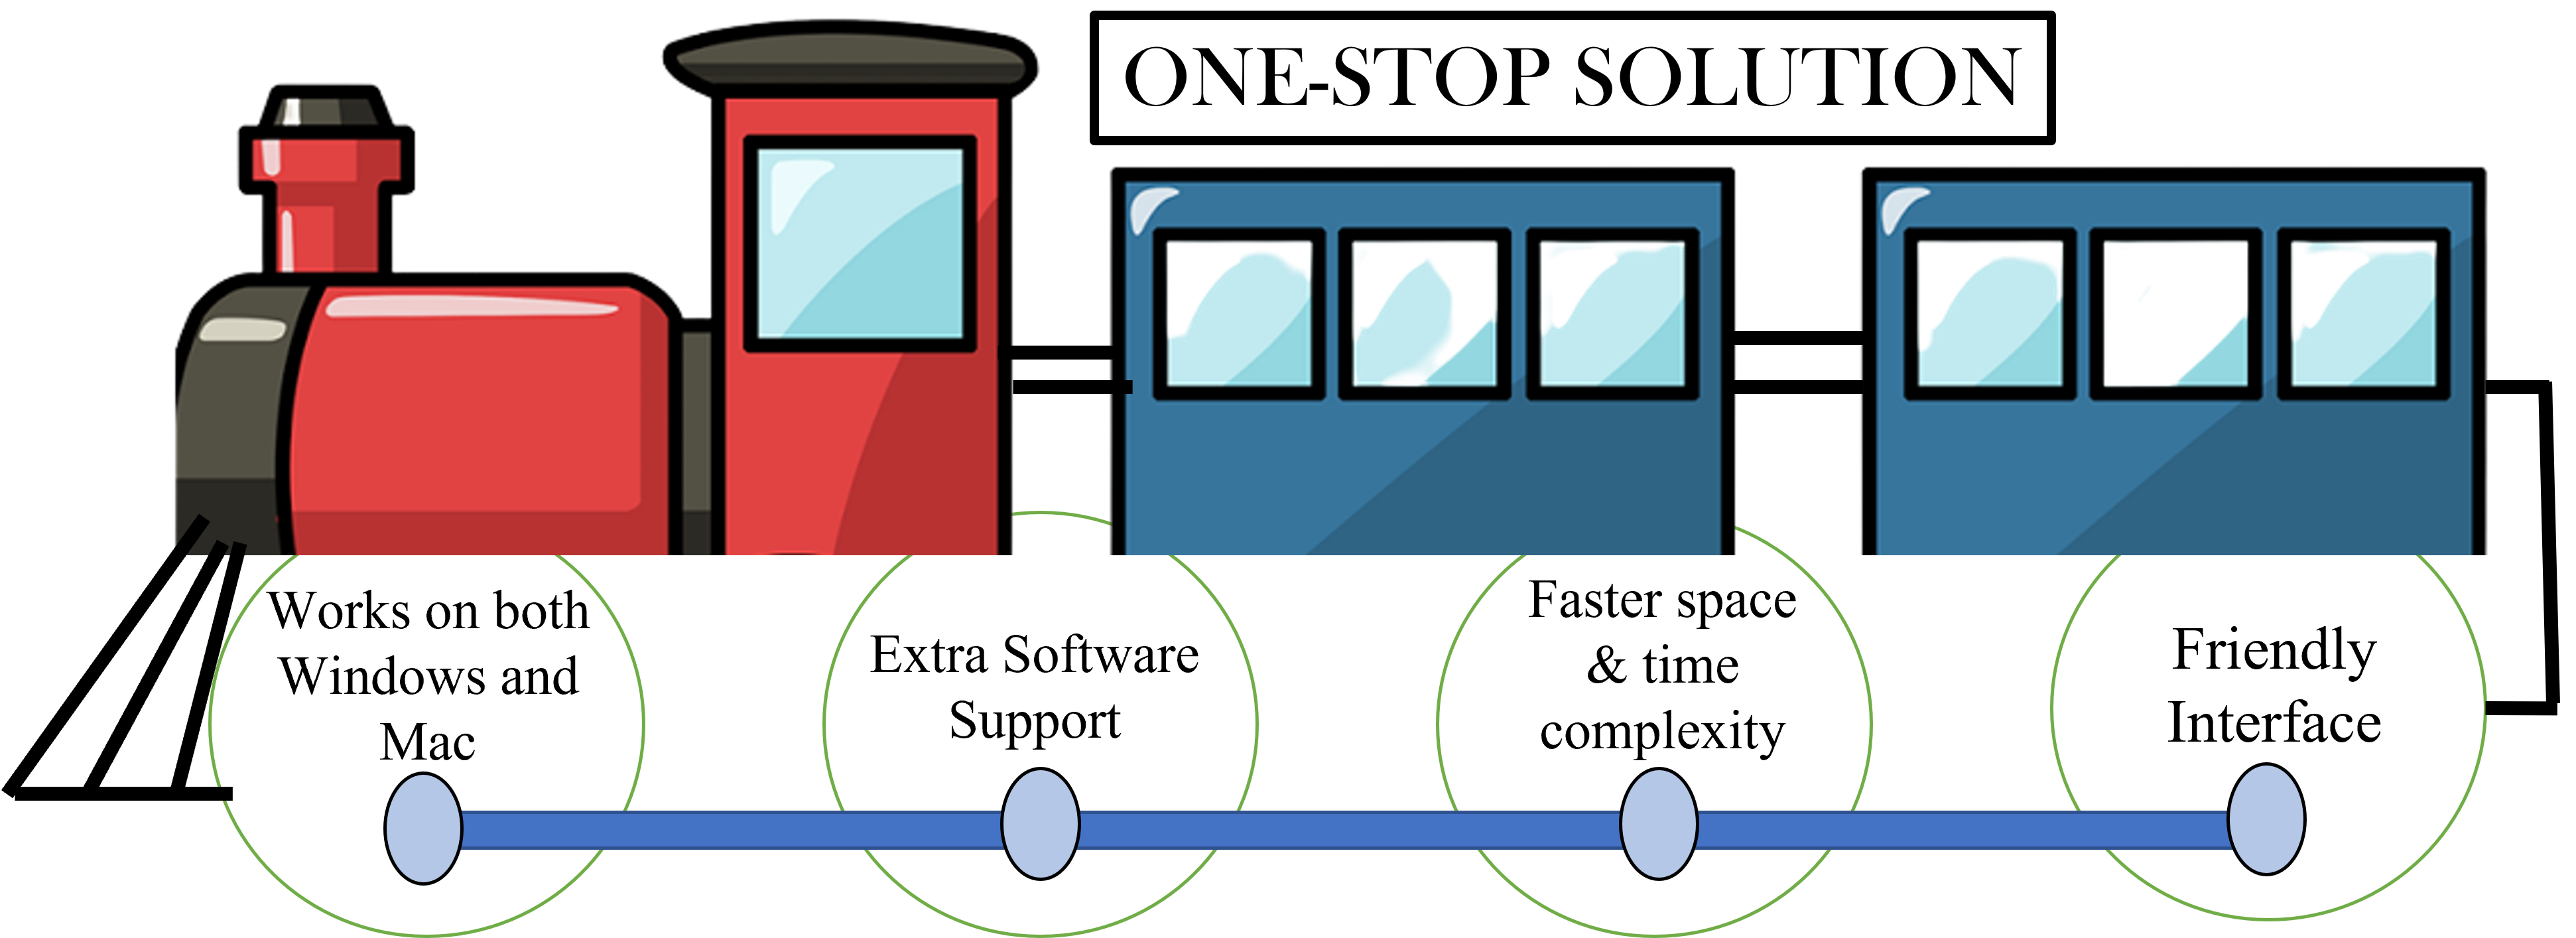 ONE-STOP SOLUTION
Works on both
Windows and
Mac
Extra Software
Support
Faster space
& time
complexity
Friendly
Interface